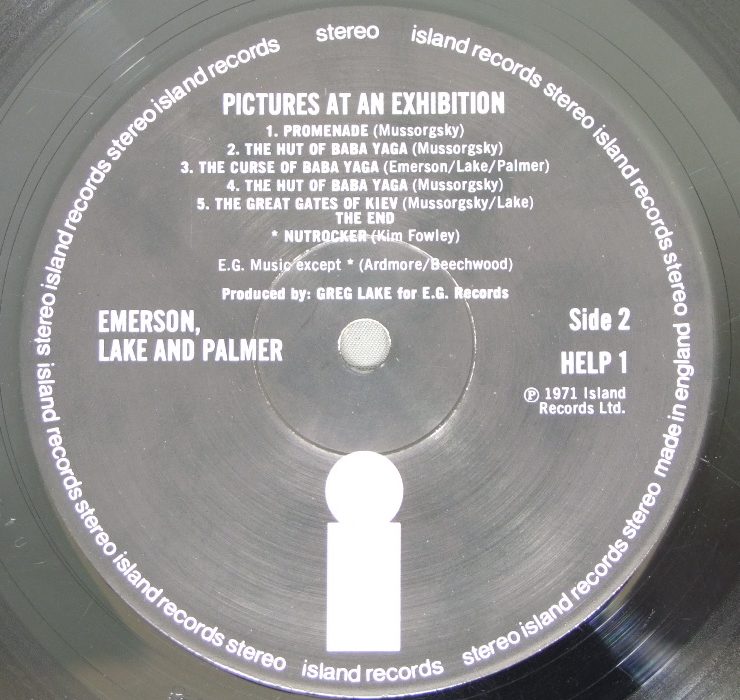 stereo island records stereo island records stereo made in england stereo island records stereo island records stereo island records stereo island records stereo island records stereo island records
PICTURES AT AN EXHIBITION
1. PROMENADE (Mussorgsky)
2. THE HUT OF BABA YAGA (Mussorgsky)
3. THE CURSE OF BABA YAGA (Emerson/Lake/Palmer)
4. THE HUT OF BABA YAGA (Mussorgsky)
5. THE GREAT GATES OF KIEV (Mussorgsky/Lake)
THE END
* NUTROCKER (Kim Fowley)
E.G. Music except * (Ardmore/Beechwood)
Produced by: GREG LAKE for E.G. Records
EMERSON,
LAKE AND PALMER
Side 2
HELP 1
℗ 1971 Island
Records Ltd.